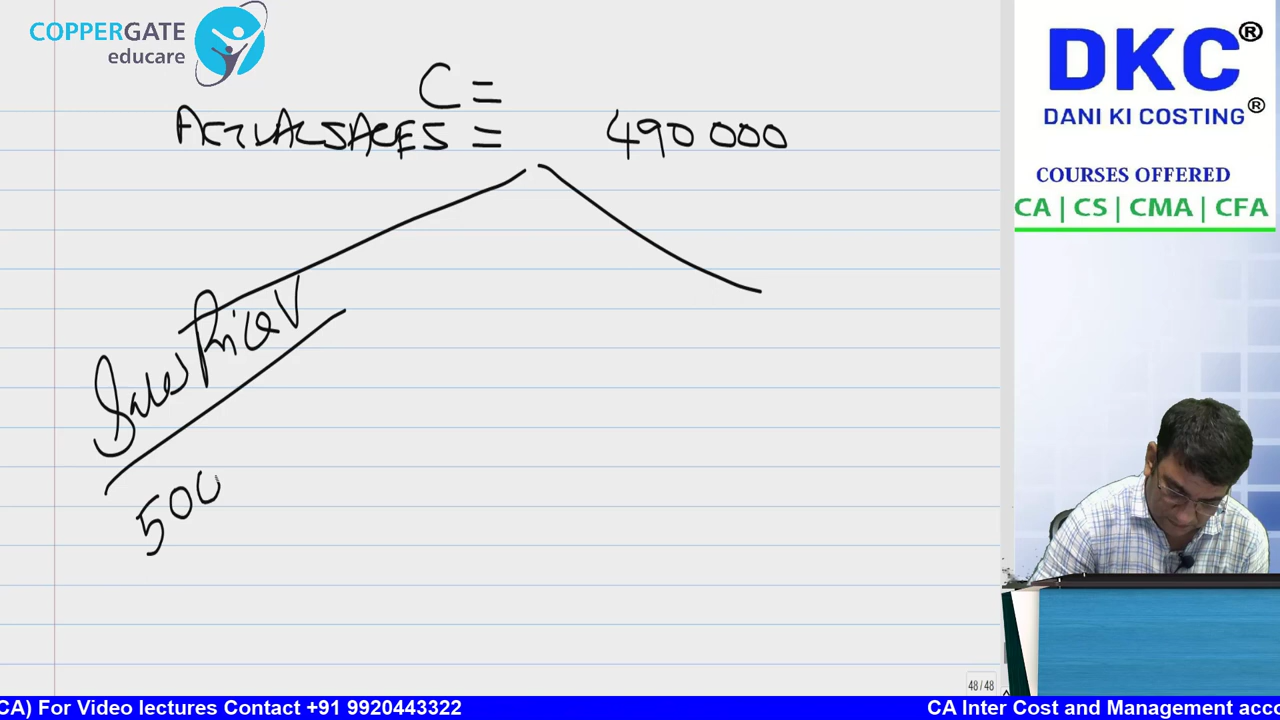 COPPERGATE
educare
C =
ACTUAL SALES = 490 000
Sales Price V
500
DKC®
DANI KI COSTING®
COURSES OFFERED
CA | CS | CMA | CFA
48 / 48
CA) For Video lectures Contact +91 9920443322 CA Inter Cost and Management acco